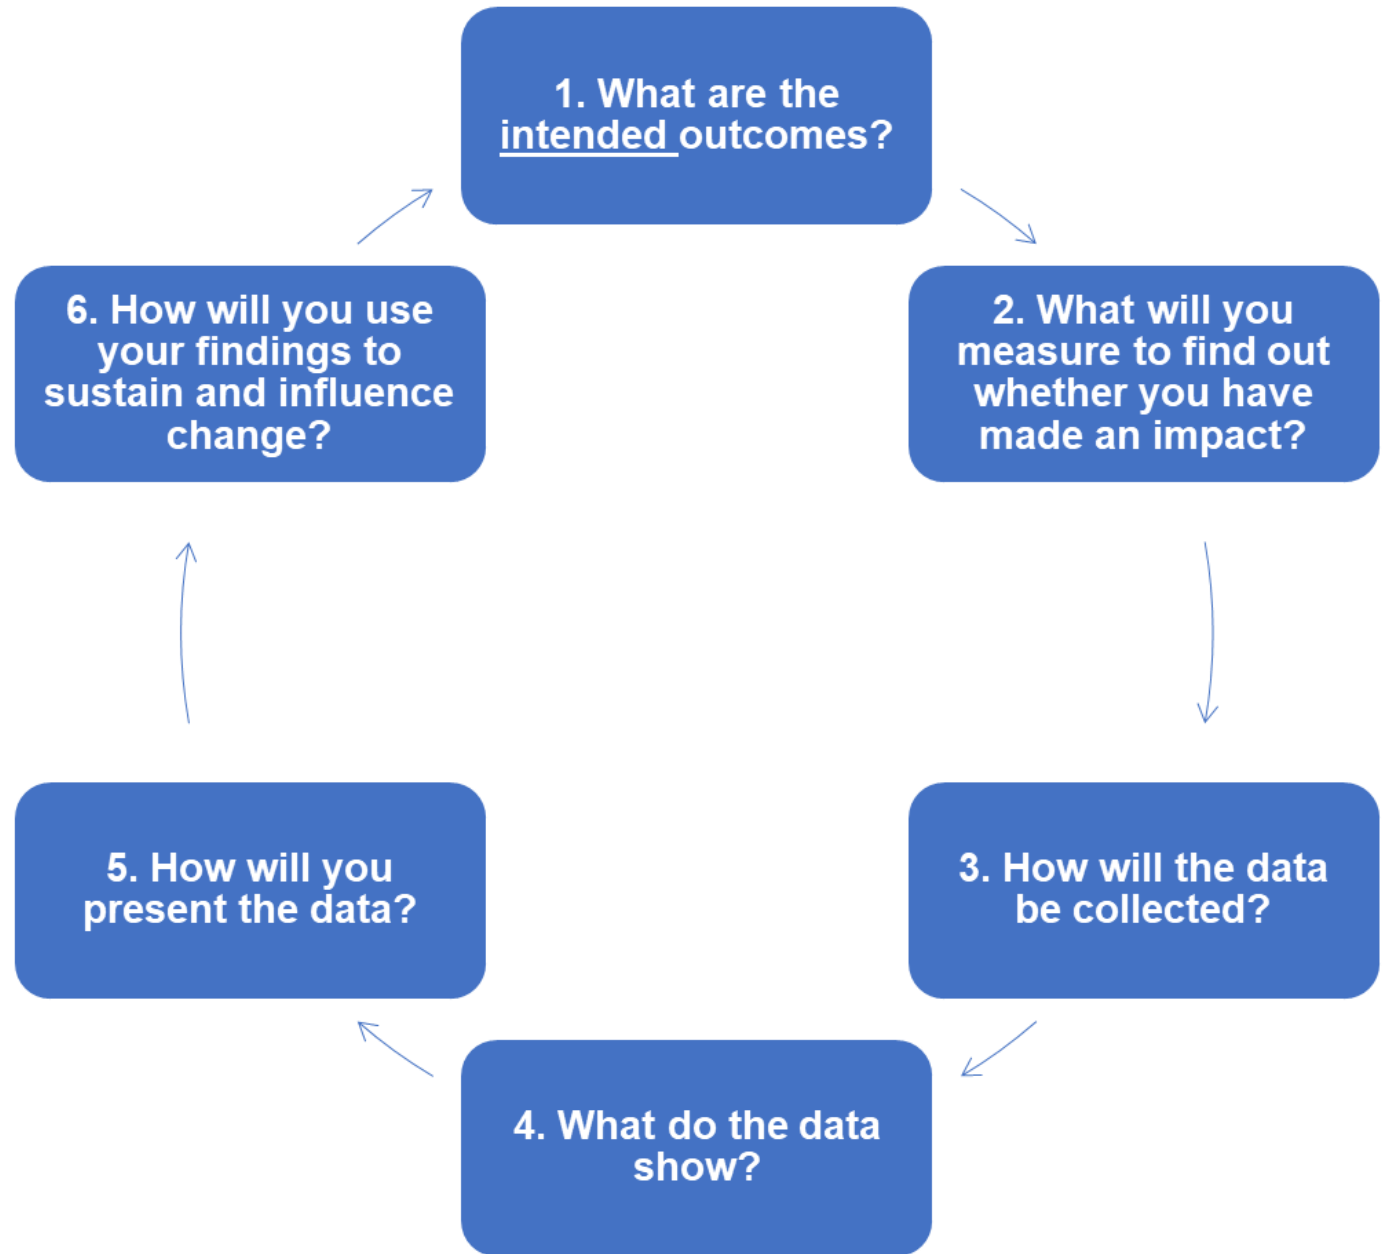 1. What are the
intended outcomes?
2. What will you
measure to find out
whether you have
made an impact?
3. How will the data
be collected?
4. What do the data
show?
5. How will you
present the data?
6. How will you use
your findings to
sustain and influence
change?